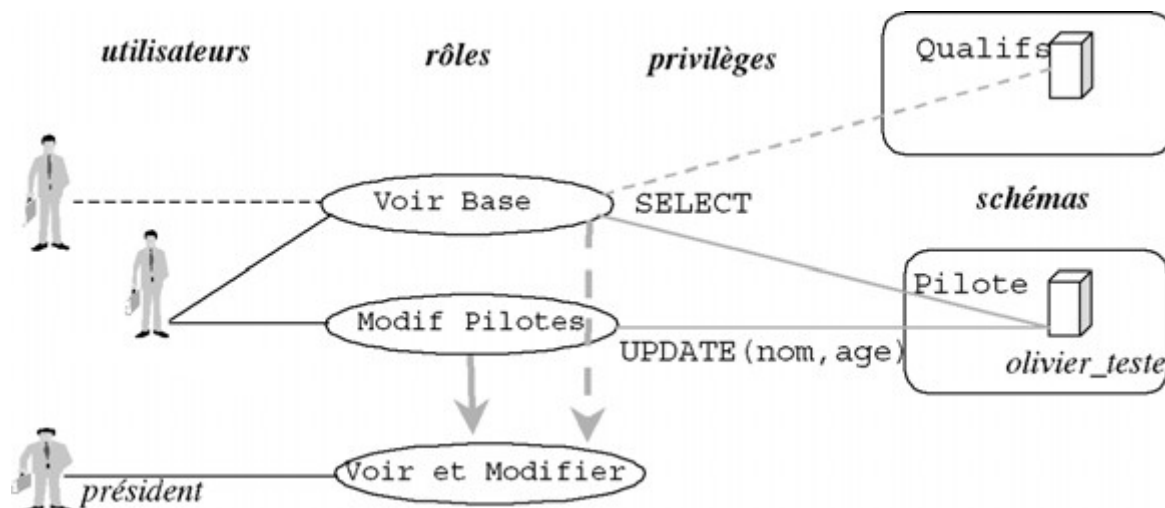 utilisateurs
rôles
privilèges
Qualifs
Voir Base
SELECT
schémas
Pilote
Modif Pilotes
UPDATE(nom,age)
olivier_teste
Voir et Modifier
président